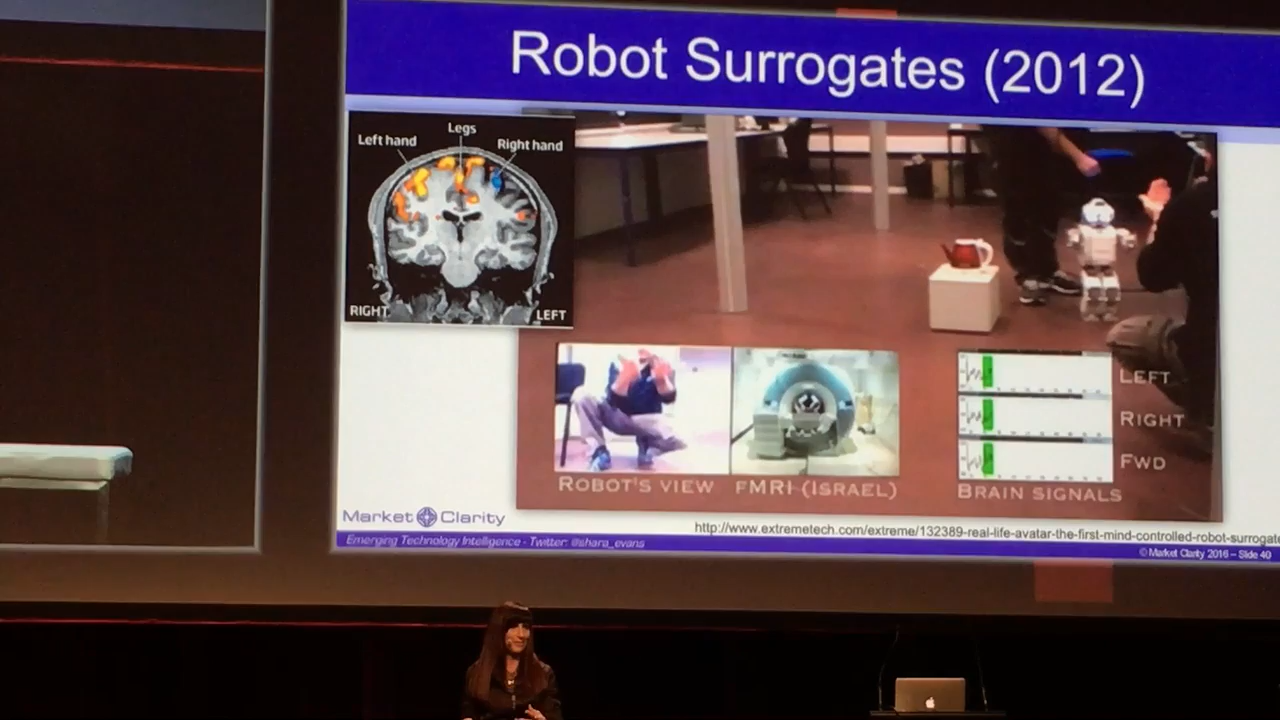 Robot Surrogates (2012)
Legs
Left hand
Right hand
RIGHT
LEFT
LEFT
RIGHT
FWD
ROBOT'S VIEW
FMRI (ISRAEL)
BRAIN SIGNALS
Market Clarity
http://www.extremetech.com/extreme/132389-real-life-avatar-the-first-mind-controlled-robot-surrogate
Emerging Technology Intelligence - Twitter: @shara_evans
© Market Clarity 2016 – Slide 40